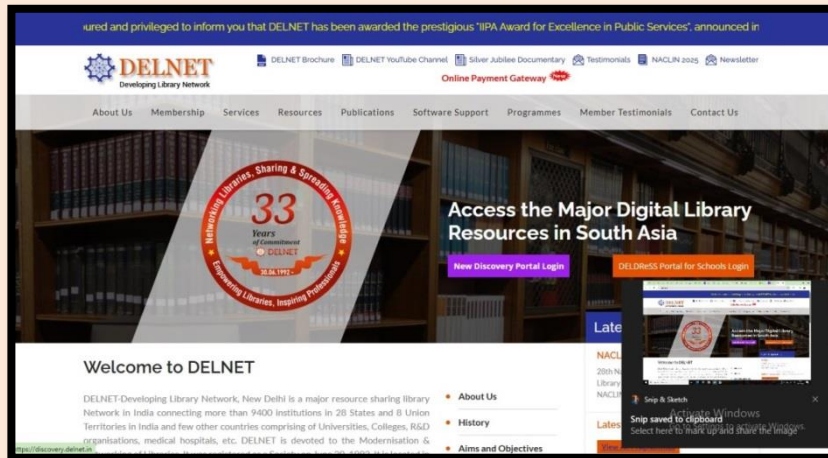 ured and privileged to inform you that DELNET has been awarded the prestigious "IIPA Award for Excellence in Public Services", announced in
DELNET
Developing Library Network
DELNET Brochure DELNET YouTube Channel Silver Jubilee Documentary Testimonials NACLIN 2025 Newsletter
Online Payment Gateway New
About Us Membership Services Resources Publications Software Support Programmes Member Testimonials Contact Us
Networking Libraries, Sharing & Spreading Knowledge
33
Years
of Commitment
DELNET
30.06.1992 -
Empowering Libraries, Inspiring Professionals
Access the Major Digital Library
Resources in South Asia
New Discovery Portal Login DELDReSS Portal for Schools Login
Late
NACL
28th Na
Library
NACLIN
Lates
View
Snip & Sketch
Snip saved to clipboard
Select here to mark up and share the image
Activate Windows
Go to Settings to activate Windows.
Welcome to DELNET
DELNET-Developing Library Network, New Delhi is a major resource sharing library
Network in India connecting more than 9400 institutions in 28 States and 8 Union
Territories in India and few other countries comprising of Universities, Colleges, R&D
organisations, medical hospitals, etc. DELNET is devoted to the Modernisation &
About Us
History
Aims and Objectives
https://discovery.delnet.in